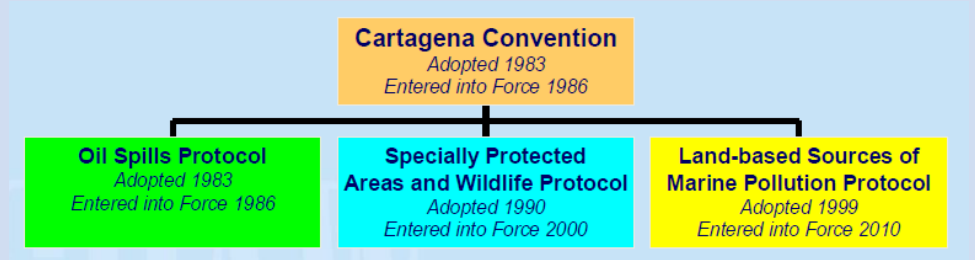 Cartagena Convention
Adopted 1983
Entered into Force 1986
Oil Spills Protocol
Adopted 1983
Entered into Force 1986
Specially Protected
Areas and Wildlife Protocol
Adopted 1990
Entered into Force 2000
Land-based Sources of
Marine Pollution Protocol
Adopted 1999
Entered into Force 2010